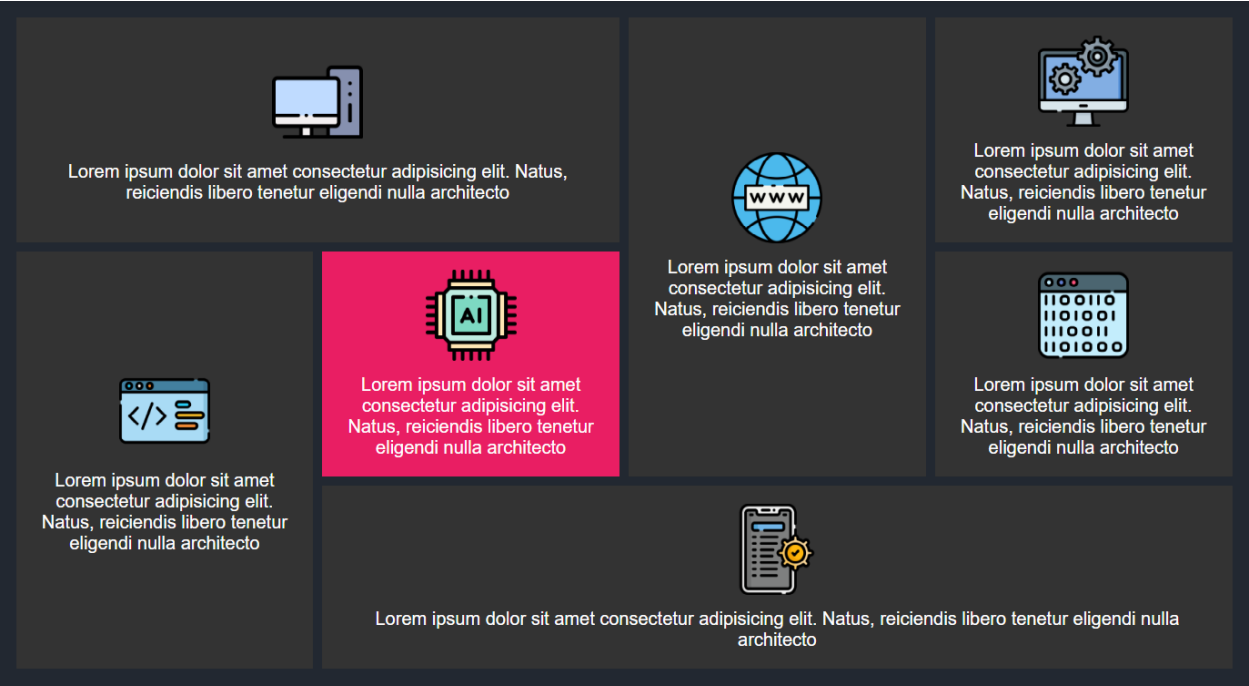 Lorem ipsum dolor sit amet consectetur adipisicing elit. Natus,
reiciendis libero tenetur eligendi nulla architecto
WWW
Lorem ipsum dolor sit amet
consectetur adipisicing elit.
Natus, reiciendis libero tenetur
eligendi nulla architecto
Lorem ipsum dolor sit amet
consectetur adipisicing elit.
Natus, reiciendis libero tenetur
eligendi nulla architecto
</>
Lorem ipsum dolor sit amet
consectetur adipisicing elit.
Natus, reiciendis libero tenetur
eligendi nulla architecto
AI
Lorem ipsum dolor sit amet
consectetur adipisicing elit.
Natus, reiciendis libero tenetur
eligendi nulla architecto
1100110
0101001
1110011
1101000
Lorem ipsum dolor sit amet
consectetur adipisicing elit.
Natus, reiciendis libero tenetur
eligendi nulla architecto
Lorem ipsum dolor sit amet consectetur adipisicing elit. Natus, reiciendis libero tenetur eligendi nulla
architecto